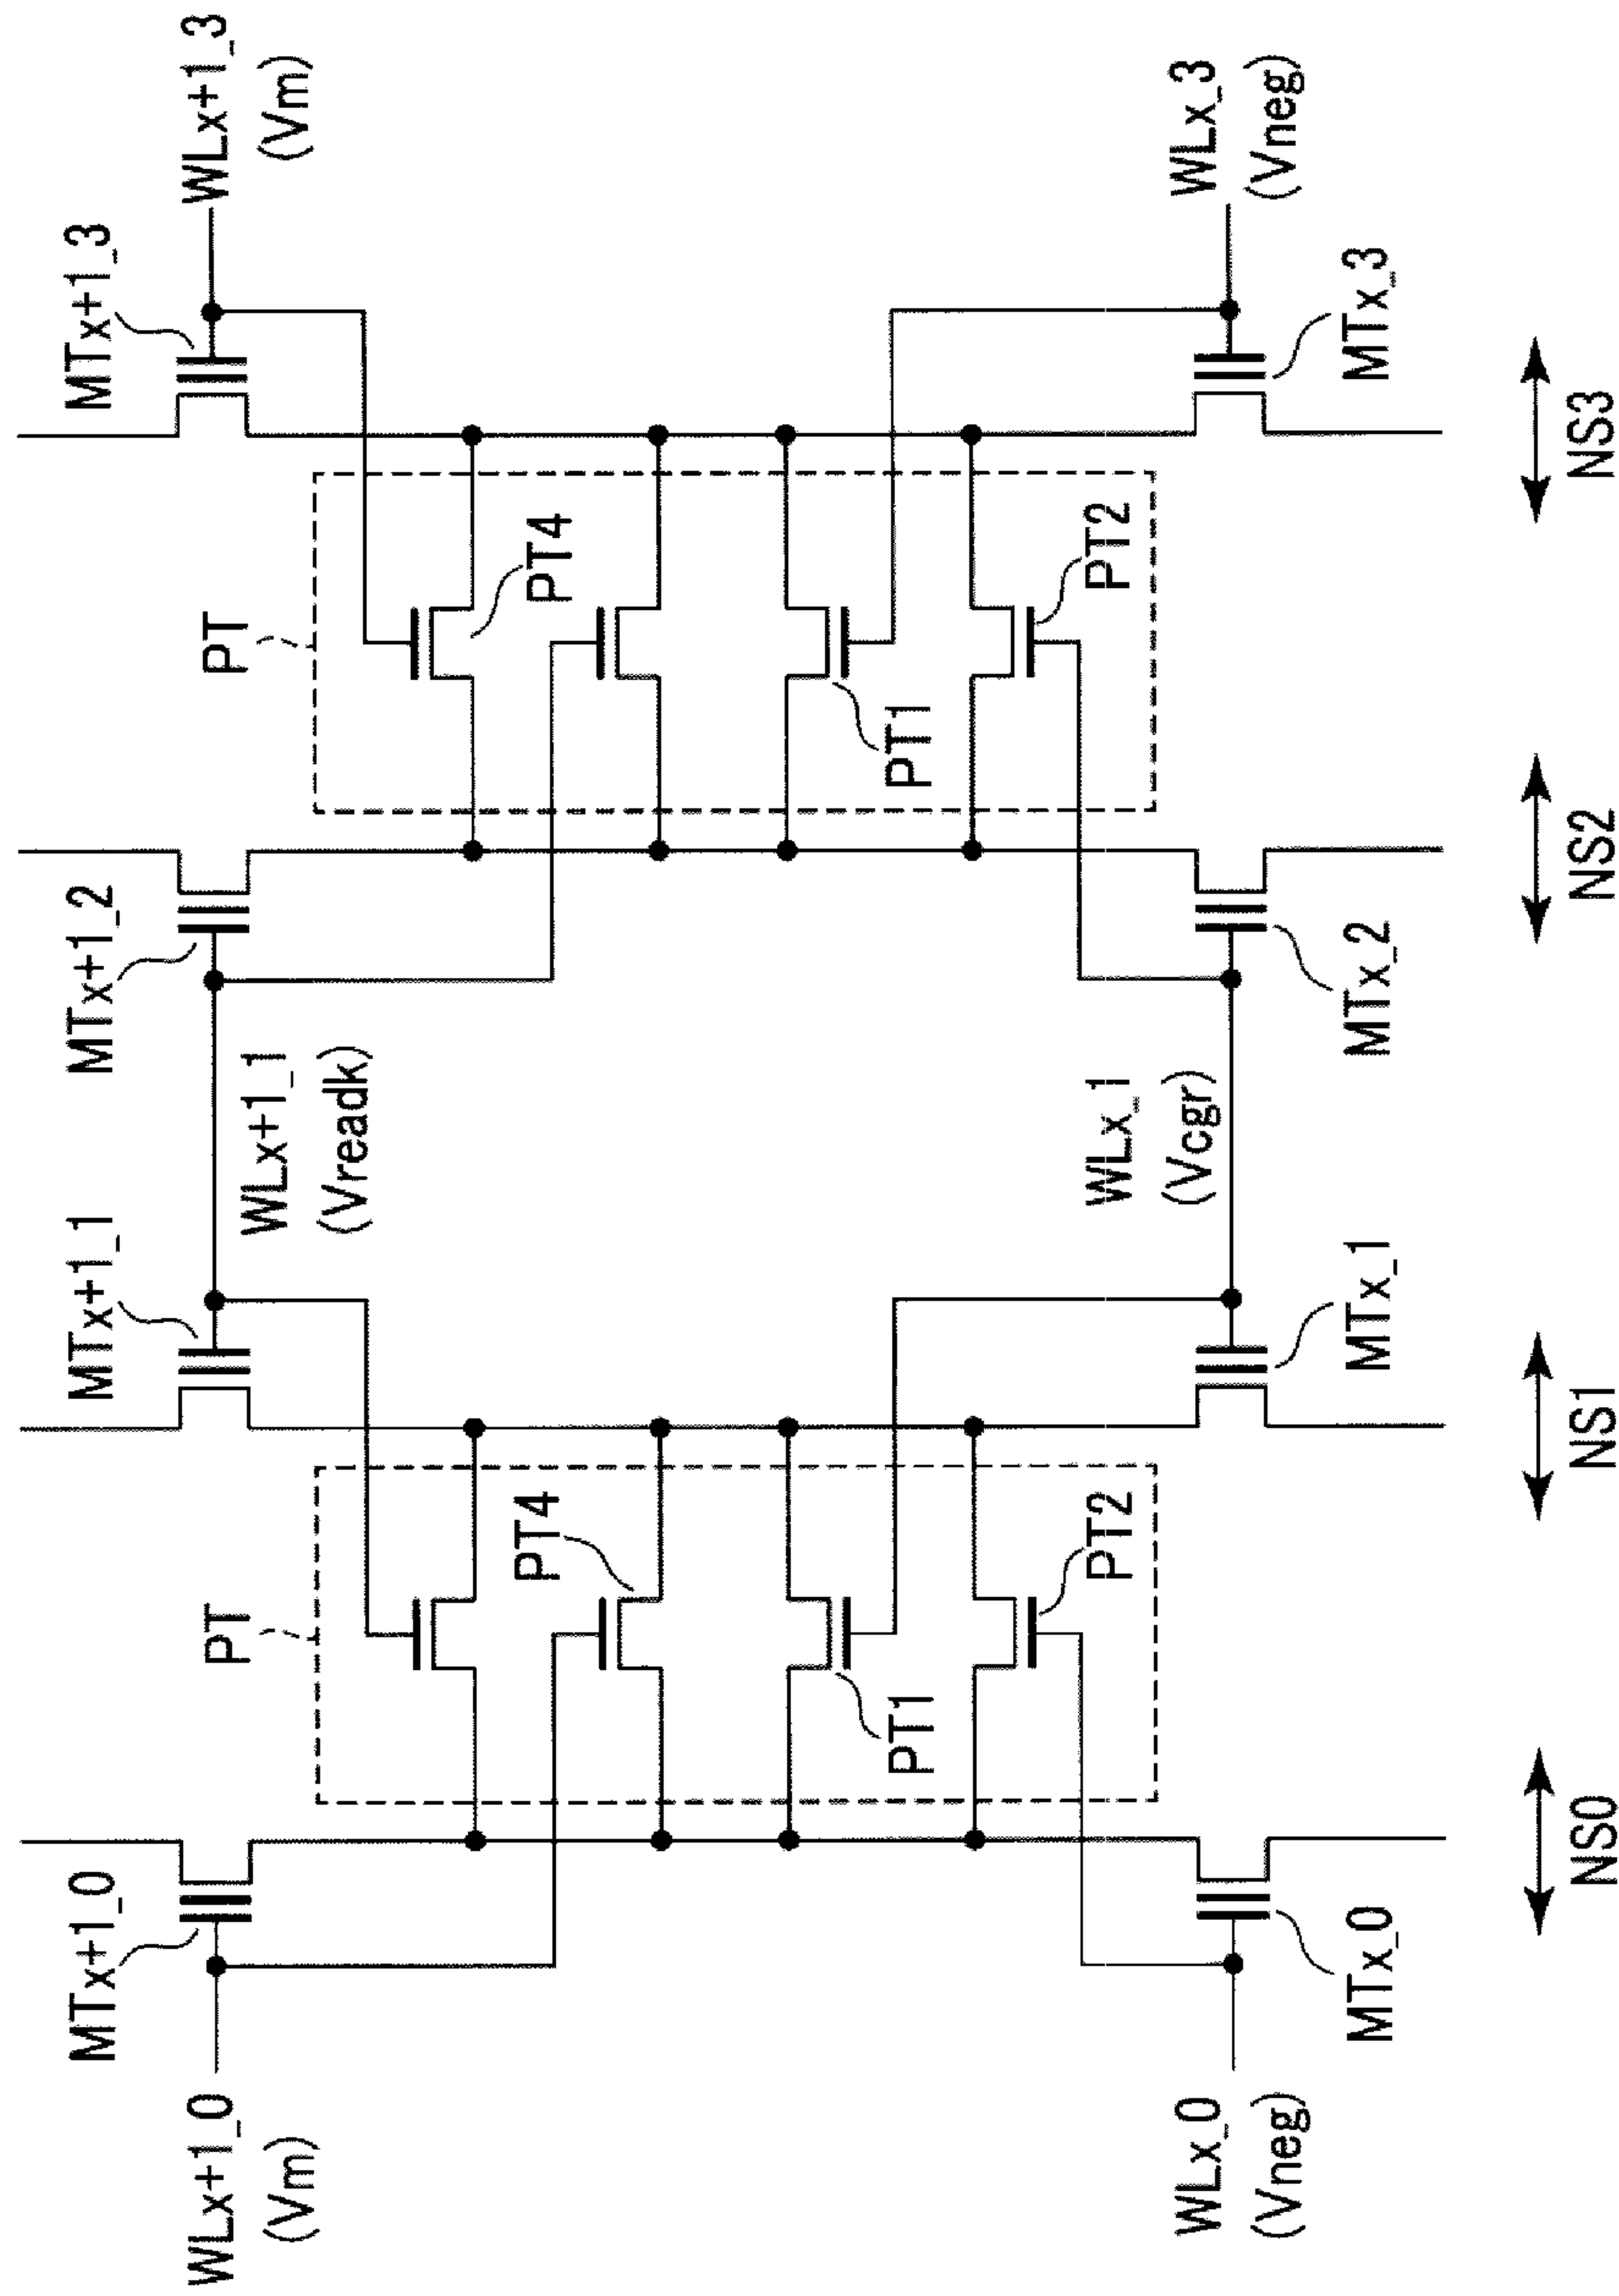 WLx+1_0
(Vm)
MTx+1_0
MTx+1_1
WLx+1_1
(Vreadk)
MTx+1_2
MTx+1_3
WLx+1_3
(Vm)
PT
PT4
PT1
PT2
PT
PT4
PT1
PT2
WLx_0
(Vneg)
MTx_0
MTx_1
WLx_1
(Vcgr)
MTx_2
MTx_3
WLx_3
(Vneg)
NS0
NS1
NS2
NS3